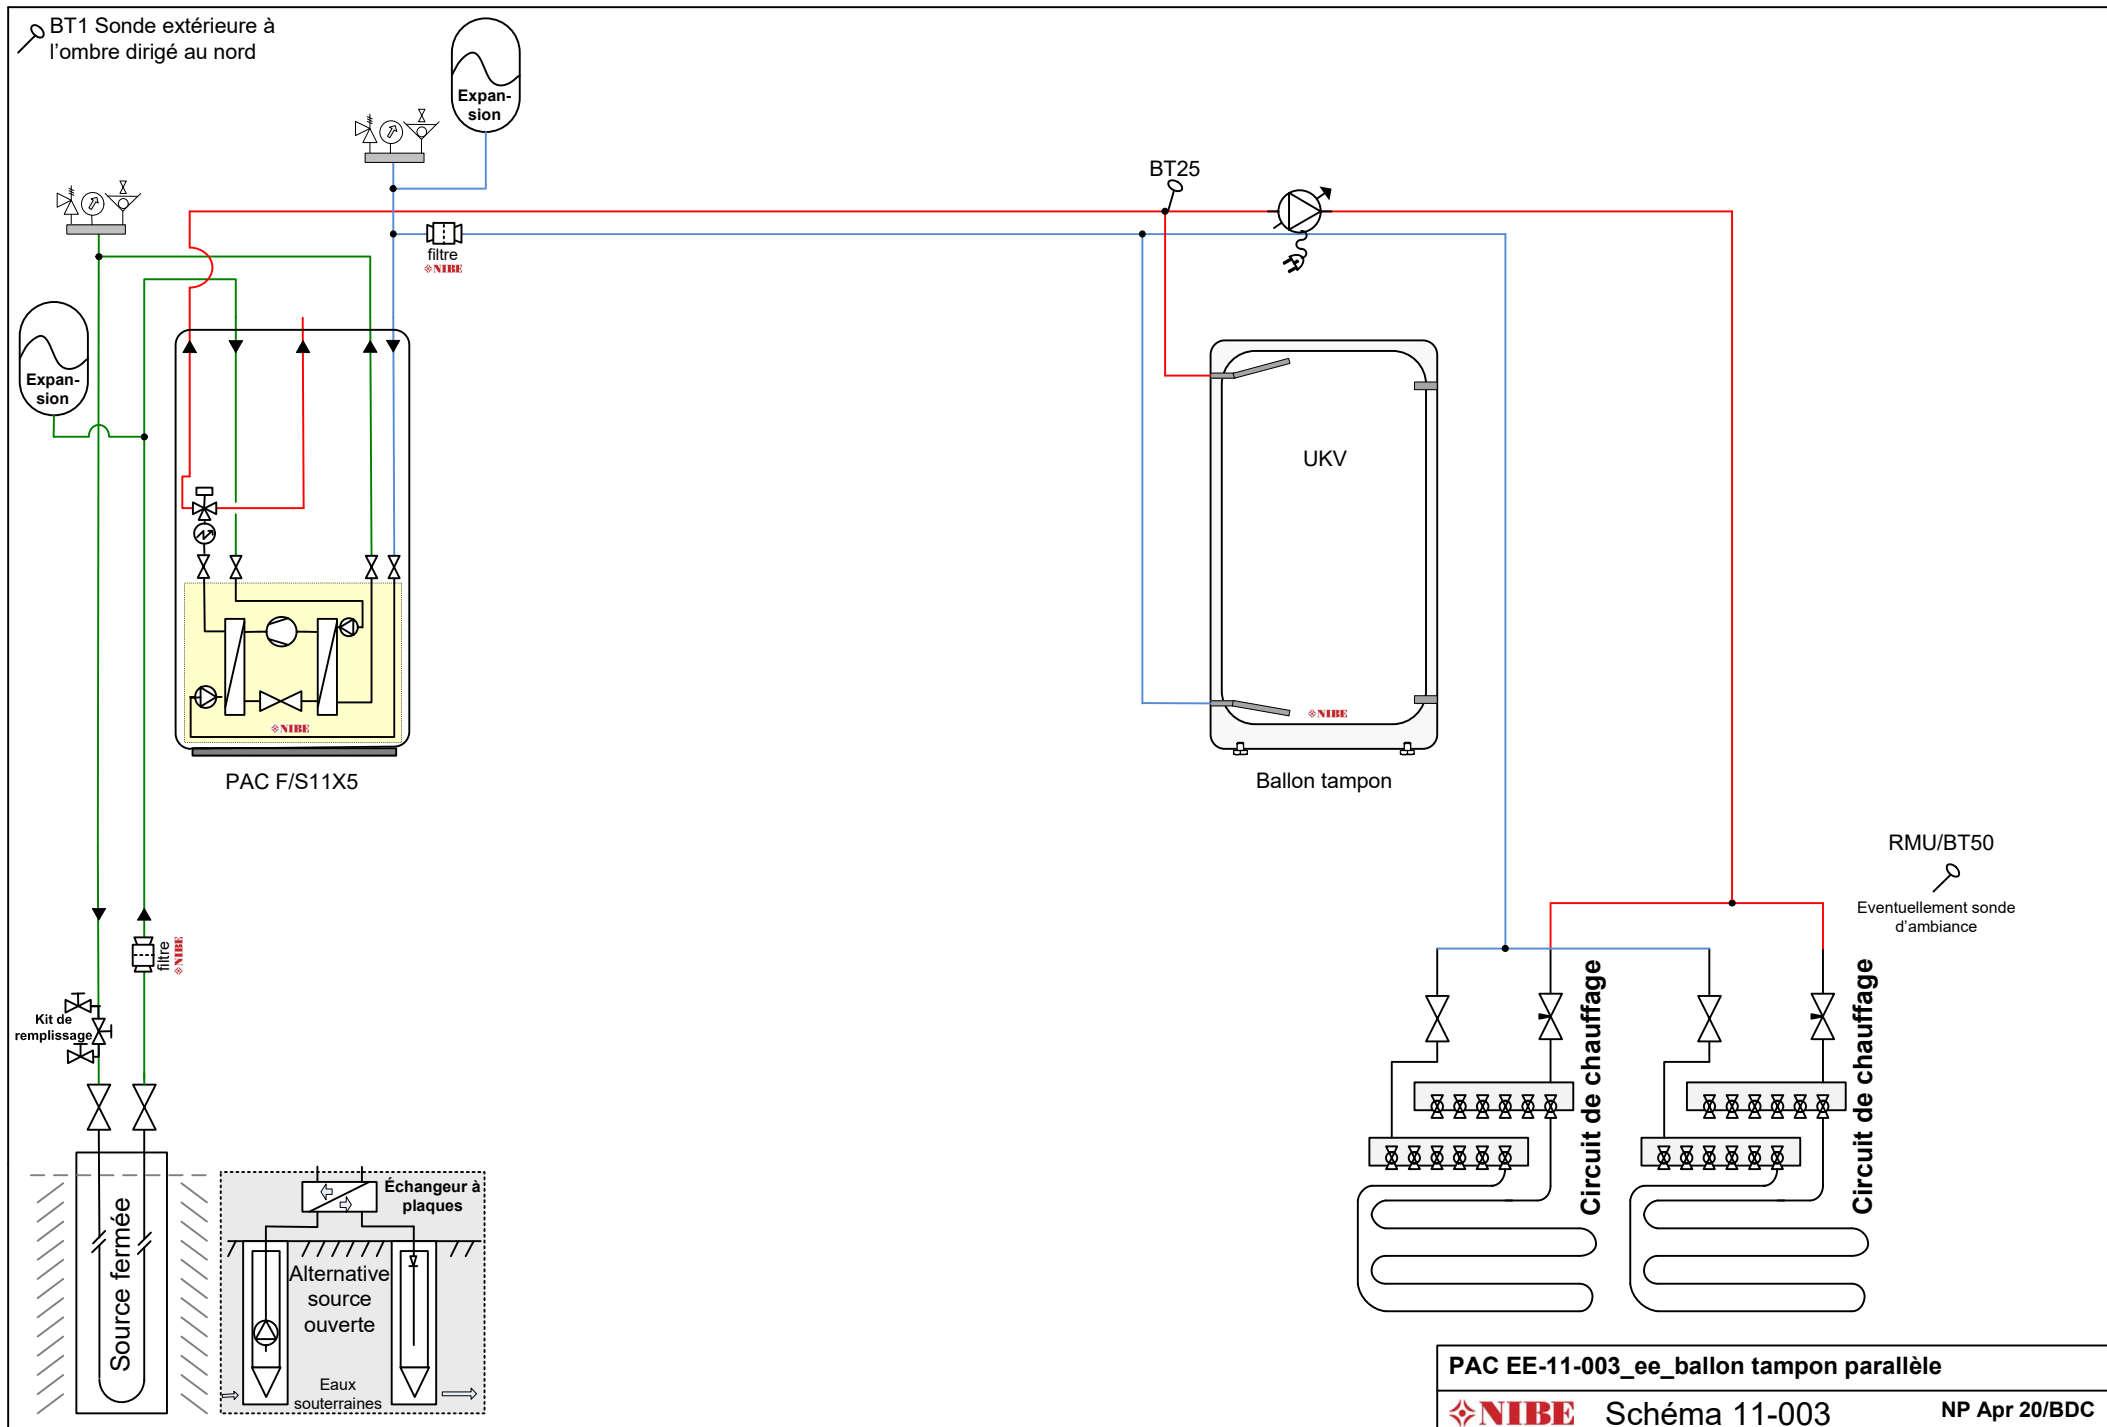 BT1 Sonde extérieure à
l'ombre dirigé au nord
Expan-
sion
BT25
filtre
NIBE
Expan-
sion
UKV
NIBE
NIBE
PAC F/S11X5
Ballon tampon
RMU/BT50
Eventuellement sonde
d'ambiance
filtre
NIBE
Kit de
remplissage
Circuit de chauffage
Circuit de chauffage
Source fermée
Échangeur à
plaques
Alternative
source
ouverte
Eaux
souterraines
PAC EE-11-003_ee_ballon tampon parallèle
NIBE Schéma 11-003 NP Apr 20/BDC